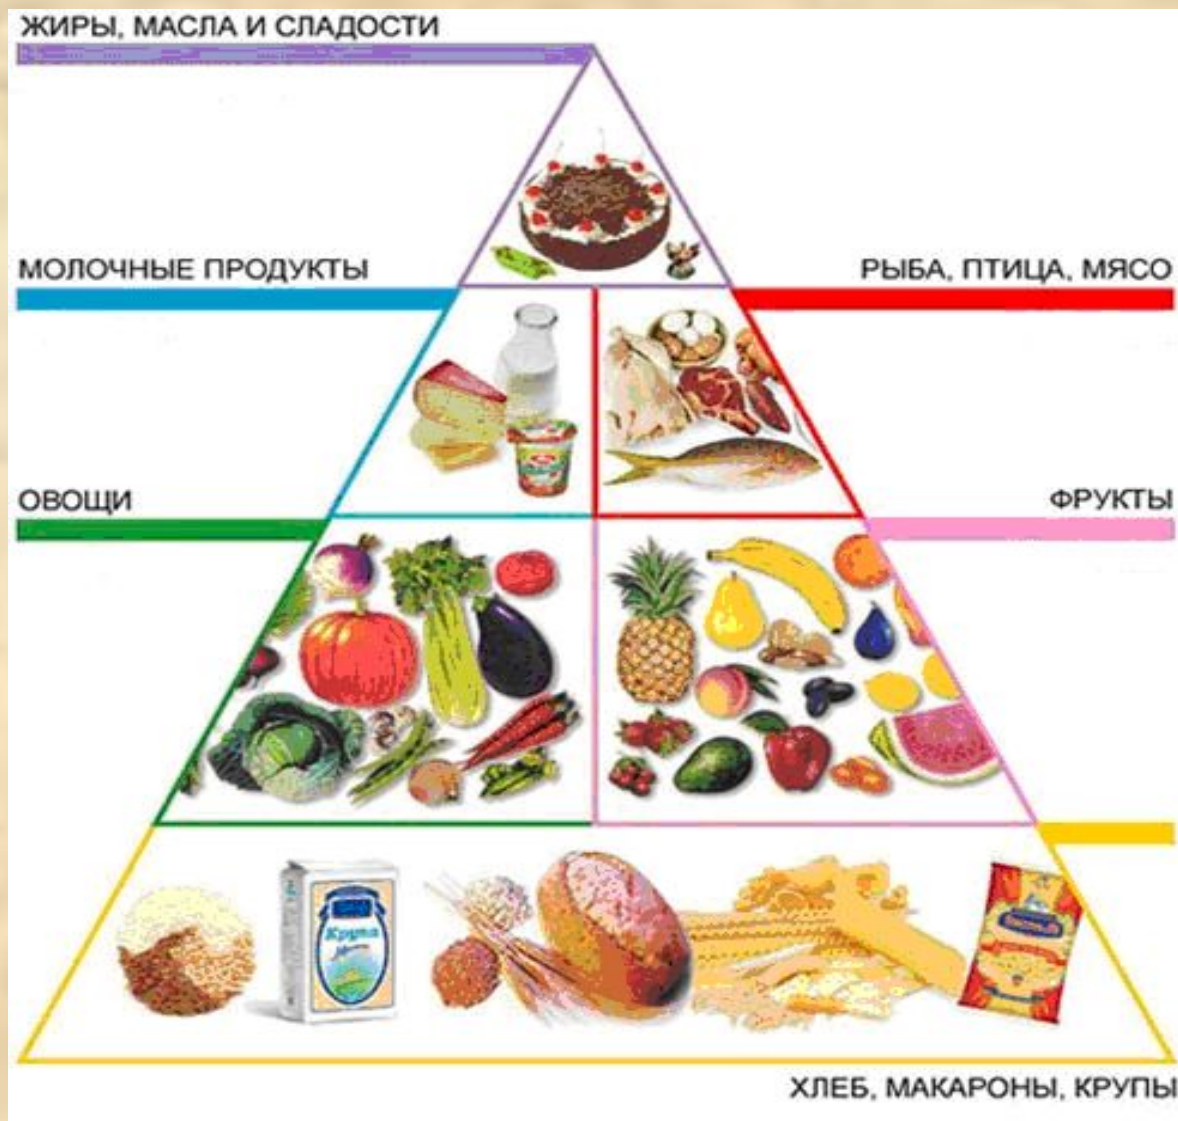 ЖИРЫ, МАСЛА И СЛАДОСТИ
МОЛОЧНЫЕ ПРОДУКТЫ
РЫБА, ПТИЦА, МЯСО
ОВОЩИ
ФРУКТЫ
Крупа
ХЛЕБ, МАКАРОНЫ, КРУПЫ